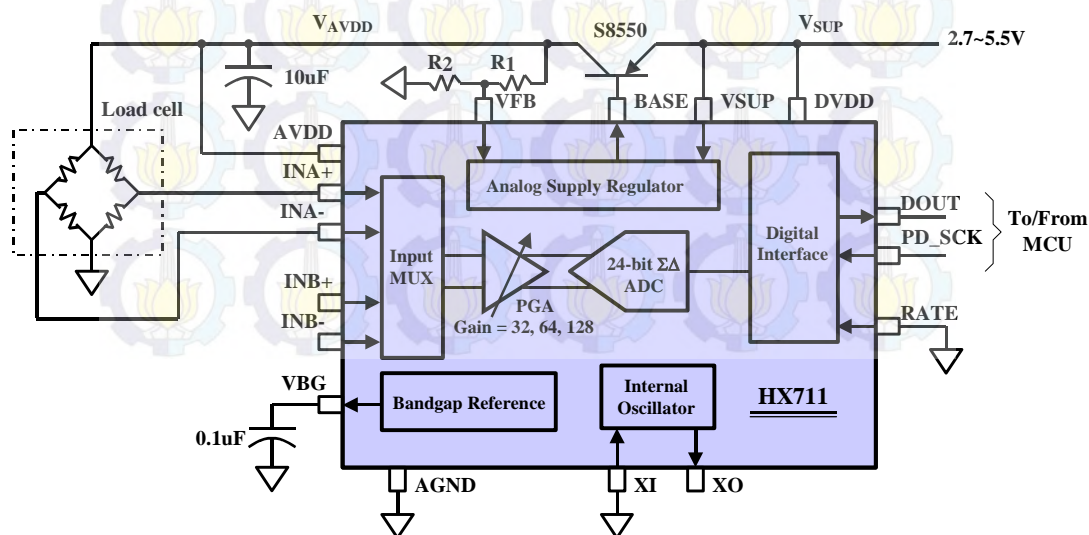 V_AVDD
S8550
V_SUP
2.7~5.5V
R2
R1
10uF
VFB
BASE
VSUP
DVDD
Load cell
AVDD
INA+
INA-
INB+
INB-
Analog Supply Regulator
Input
MUX
PGA
Gain = 32, 64, 128
24-bit ΣΔ
ADC
Digital
Interface
DOUT
PD_SCK
To/From
MCU
RATE
VBG
0.1uF
Bandgap Reference
Internal
Oscillator
HX711
AGND
XI
XO